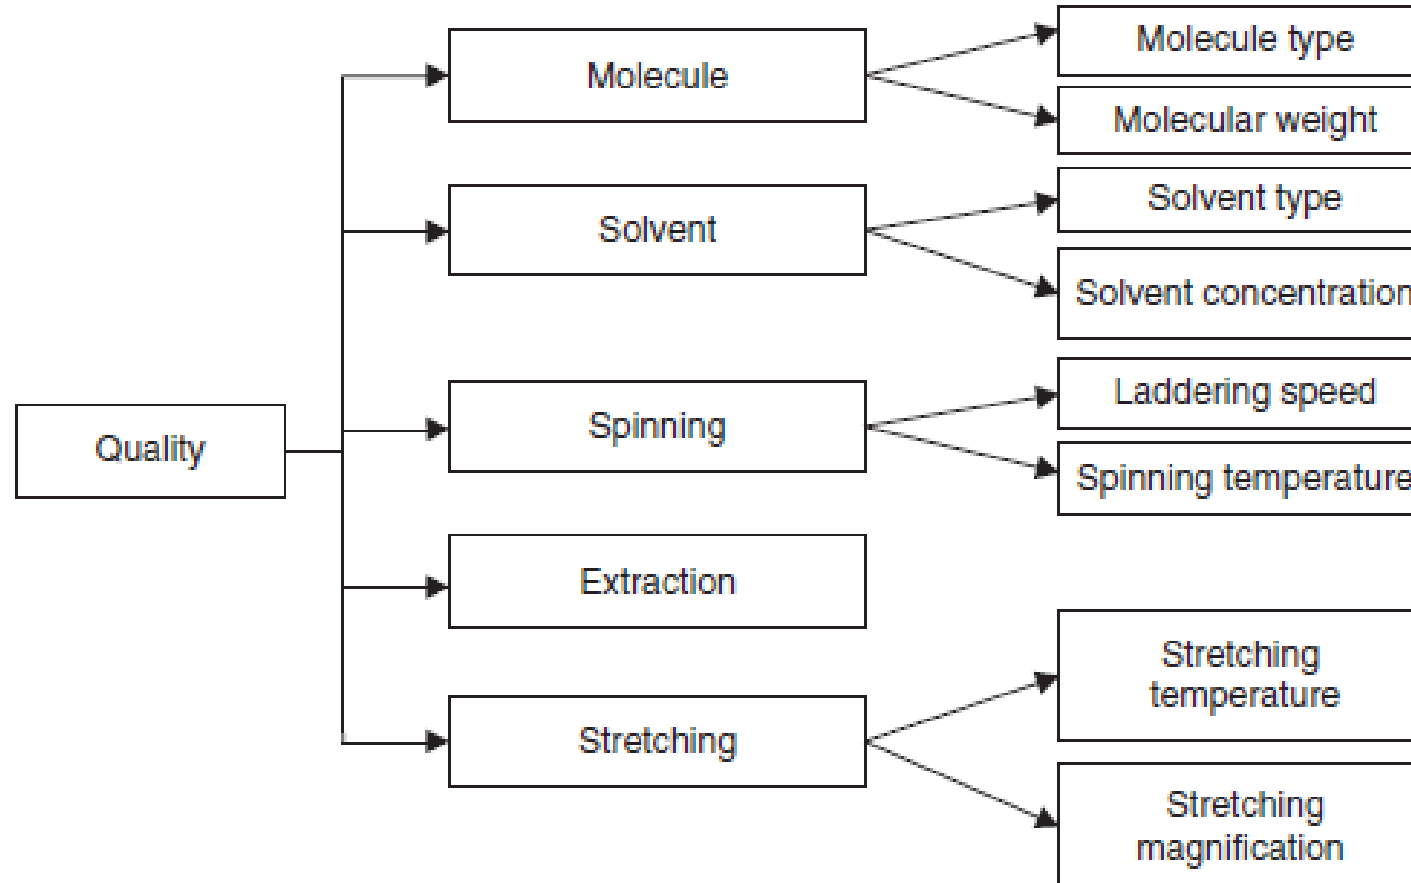 Molecule type
Molecule
Molecular weight
Solvent type
Solvent
Solvent concentration
Laddering speed
Spinning
Quality
Spinning temperature
Extraction
Stretching
temperature
Stretching
Stretching
magnification